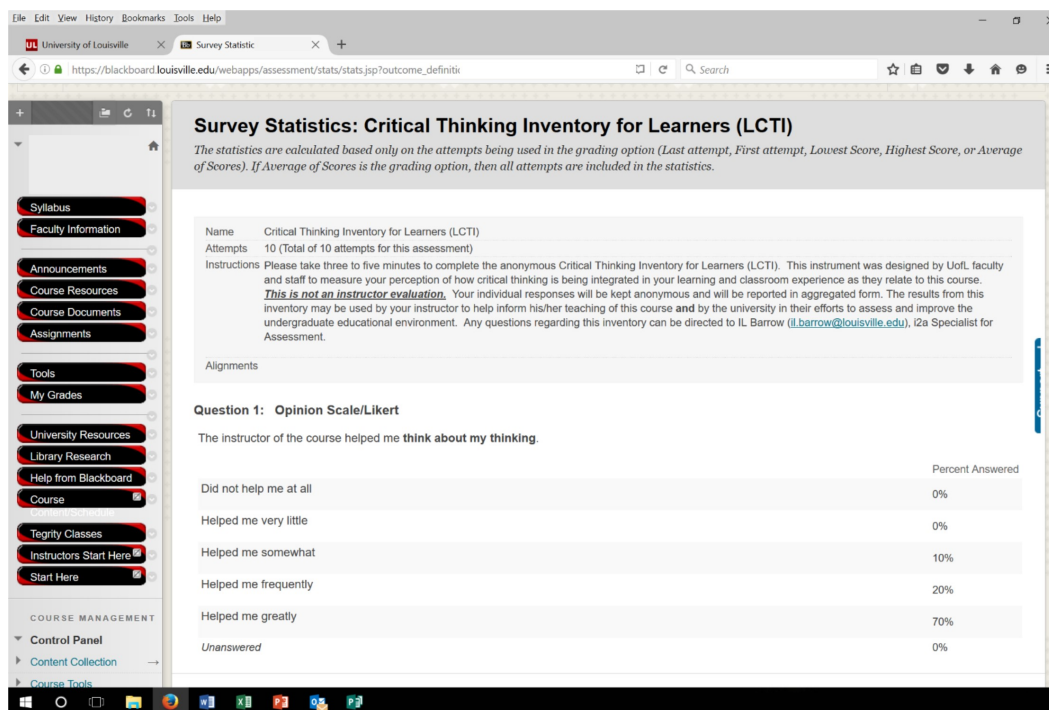 File Edit View History Bookmarks Tools Help
UL University of Louisville
Bb Survey Statistic
https://blackboard.louisville.edu/webapps/assessment/stats/stats.jsp?outcome_definitic
Search
Survey Statistics: Critical Thinking Inventory for Learners (LCTI)
The statistics are calculated based only on the attempts being used in the grading option (Last attempt, First attempt, Lowest Score, Highest Score, or Average
of Scores). If Average of Scores is the grading option, then all attempts are included in the statistics.
Syllabus
Faculty Information
Announcements
Course Resources
Course Documents
Assignments
Tools
My Grades
University Resources
Library Research
Help from Blackboard
Course
Content/Schedule
Tegrity Classes
Instructors Start Here
Start Here
COURSE MANAGEMENT
Control Panel
Content Collection
Course Tools
Name Critical Thinking Inventory for Learners (LCTI)
Attempts 10 (Total of 10 attempts for this assessment)
Instructions Please take three to five minutes to complete the anonymous Critical Thinking Inventory for Learners (LCTI). This instrument was designed by UofL faculty
and staff to measure your perception of how critical thinking is being integrated in your learning and classroom experience as they relate to this course.
This is not an instructor evaluation. Your individual responses will be kept anonymous and will be reported in aggregated form. The results from this
inventory may be used by your instructor to help inform his/her teaching of this course and by the university in their efforts to assess and improve the
undergraduate educational environment. Any questions regarding this inventory can be directed to IL Barrow (il.barrow@louisville.edu), i2a Specialist for
Assessment.
Alignments
Question 1: Opinion Scale/Likert
The instructor of the course helped me think about my thinking.
Percent Answered
Did not help me at all 0%
Helped me very little 0%
Helped me somewhat 10%
Helped me frequently 20%
Helped me greatly 70%
Unanswered 0%